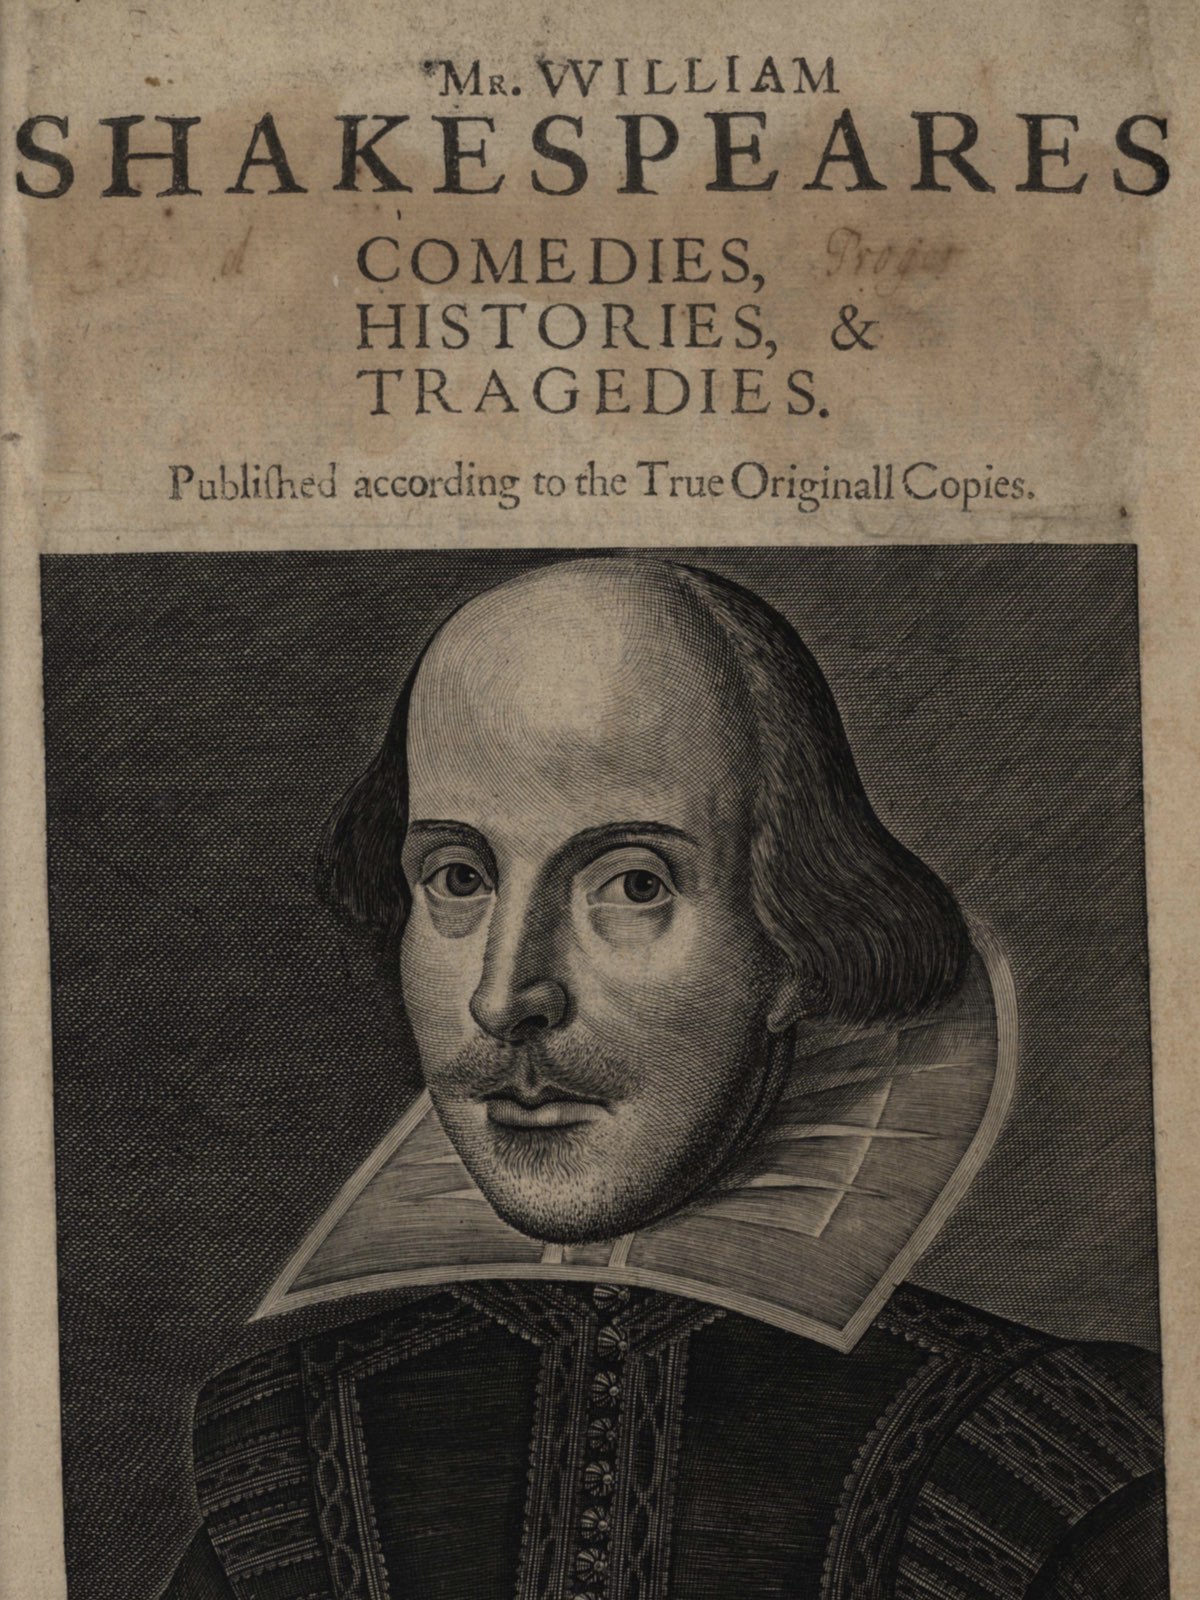 Mr. WILLIAM
SHAKESPEARES
COMEDIES,
HISTORIES, &
TRAGEDIES.
Publiſhed according to the True Originall Copies.